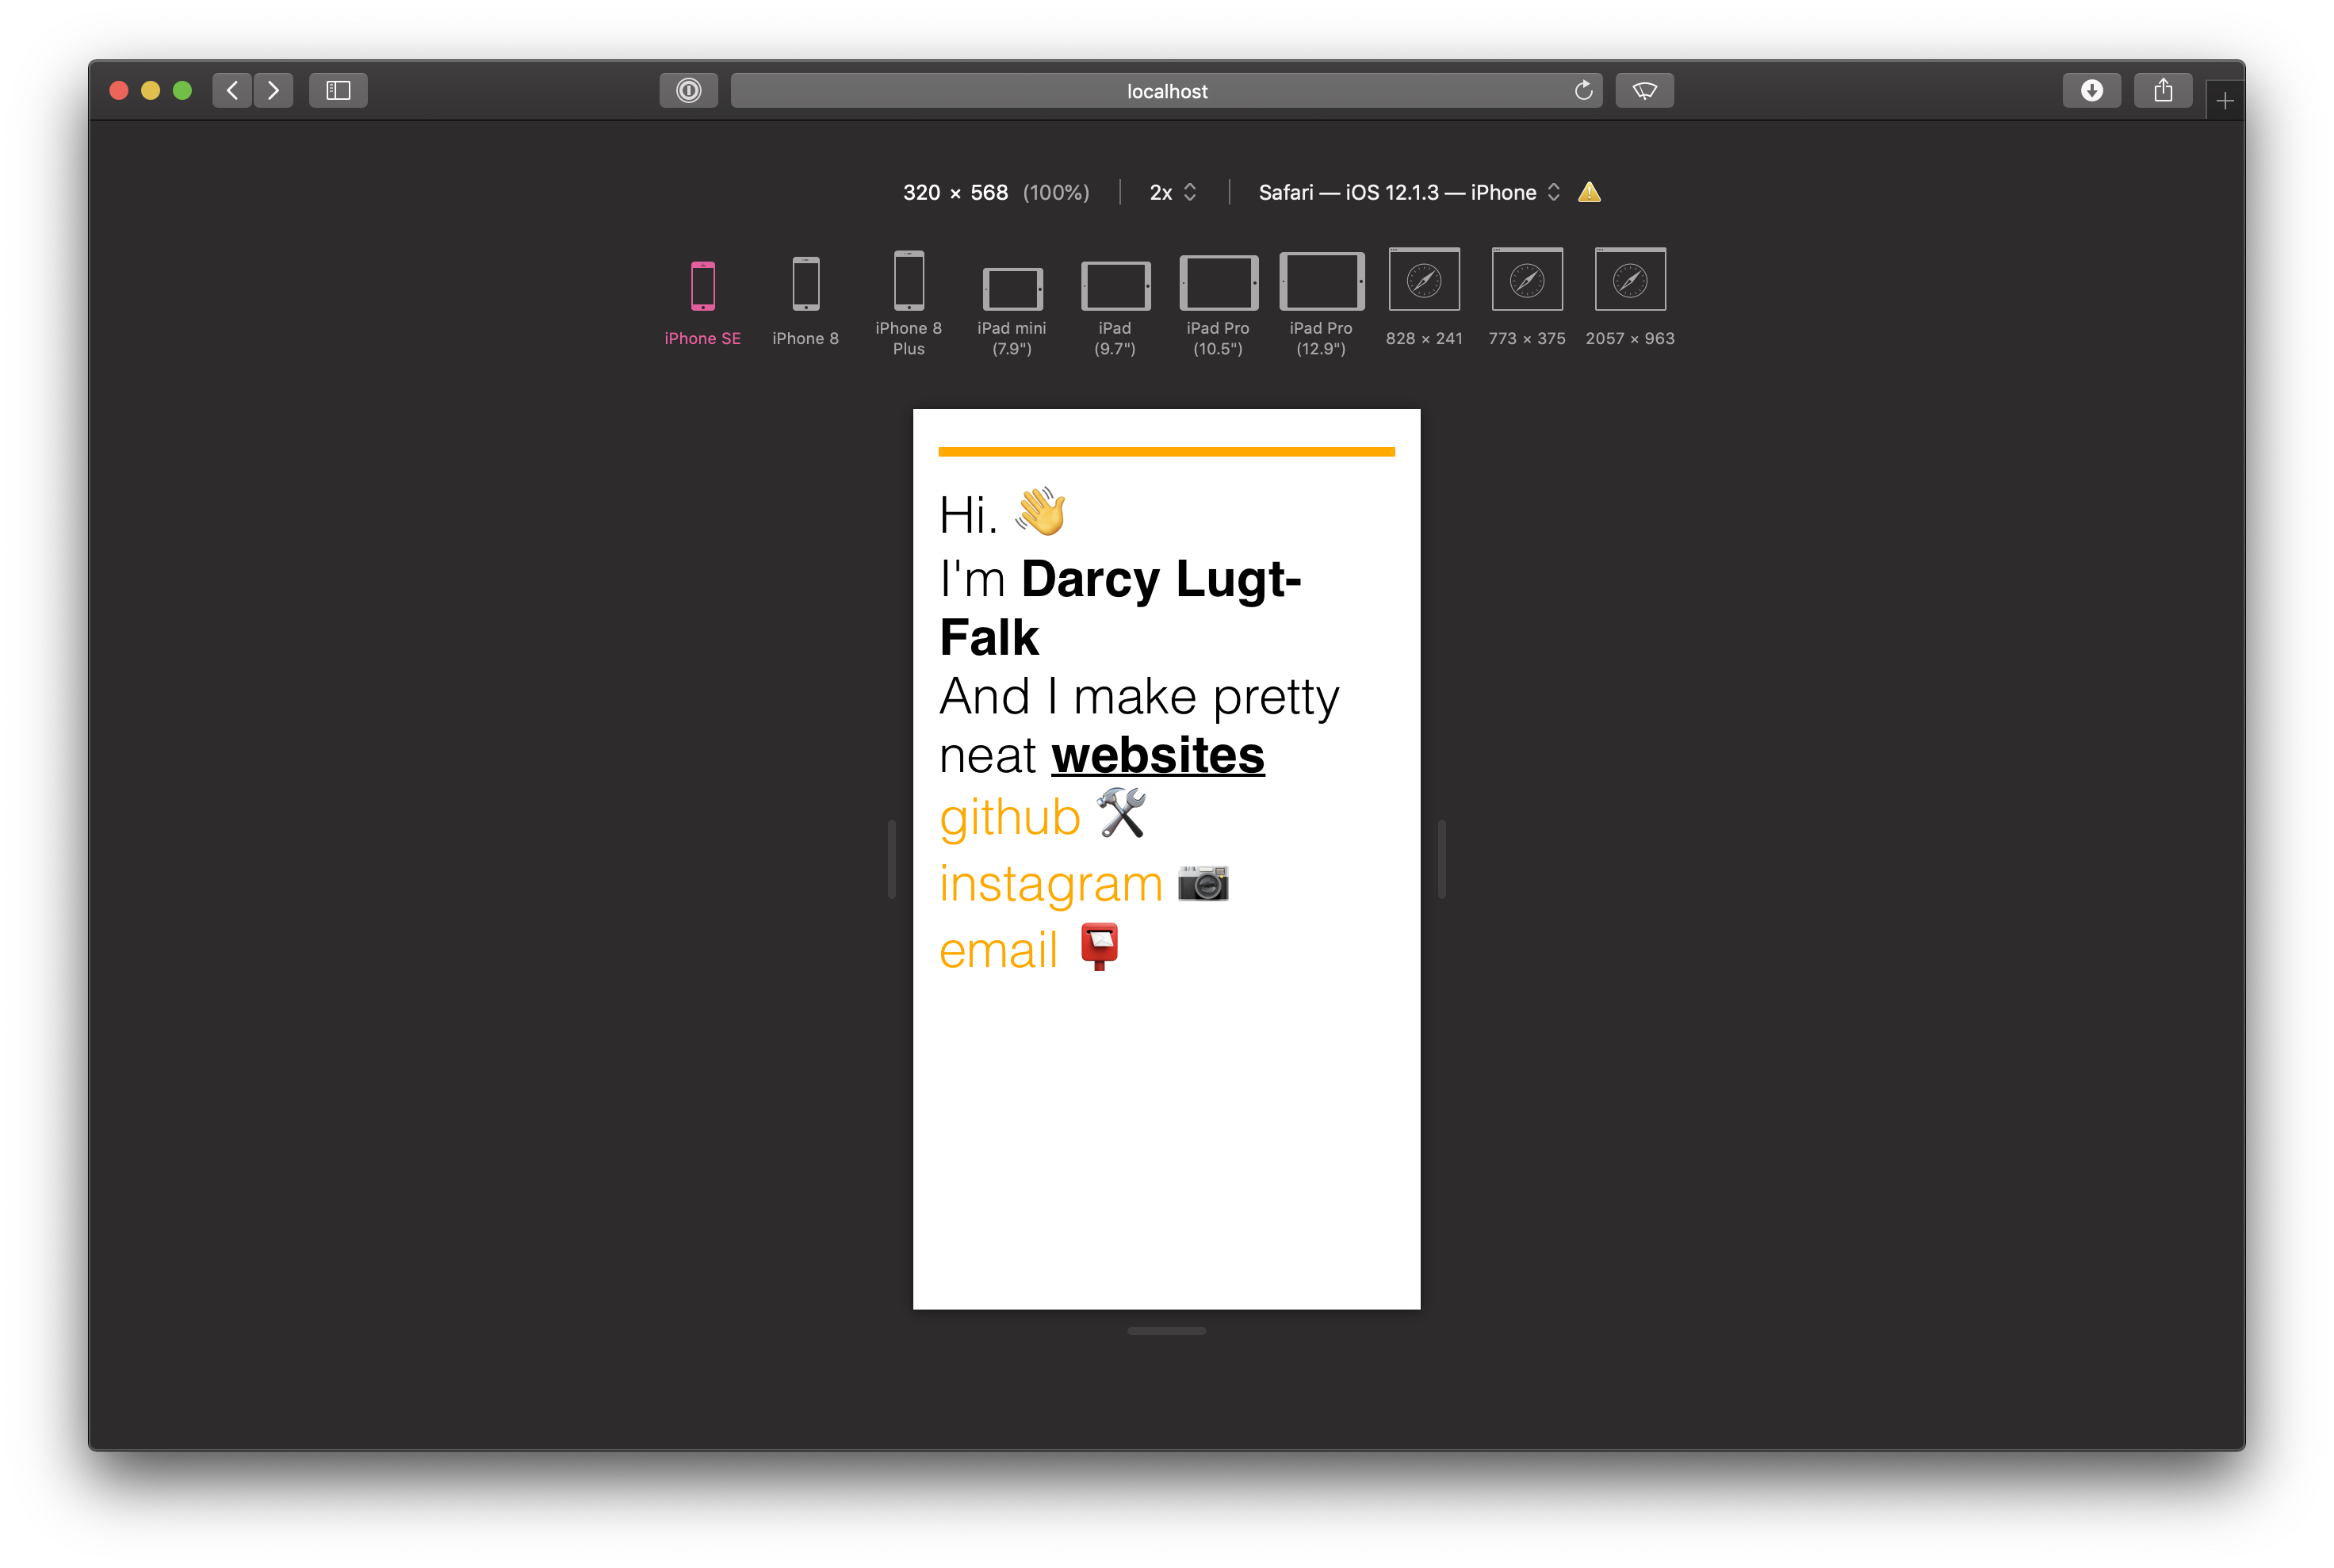 localhost
320 × 568 (100%) 2x Safari — iOS 12.1.3 — iPhone
iPhone SE
iPhone 8
iPhone 8
Plus
iPad mini
(7.9")
iPad
(9.7")
iPad Pro
(10.5")
iPad Pro
(12.9")
828 × 241
773 × 375
2057 × 963
Hi. 👋
I'm Darcy Lugt-
Falk
And I make pretty
neat websites
github 🛠
instagram 📷
email 📮